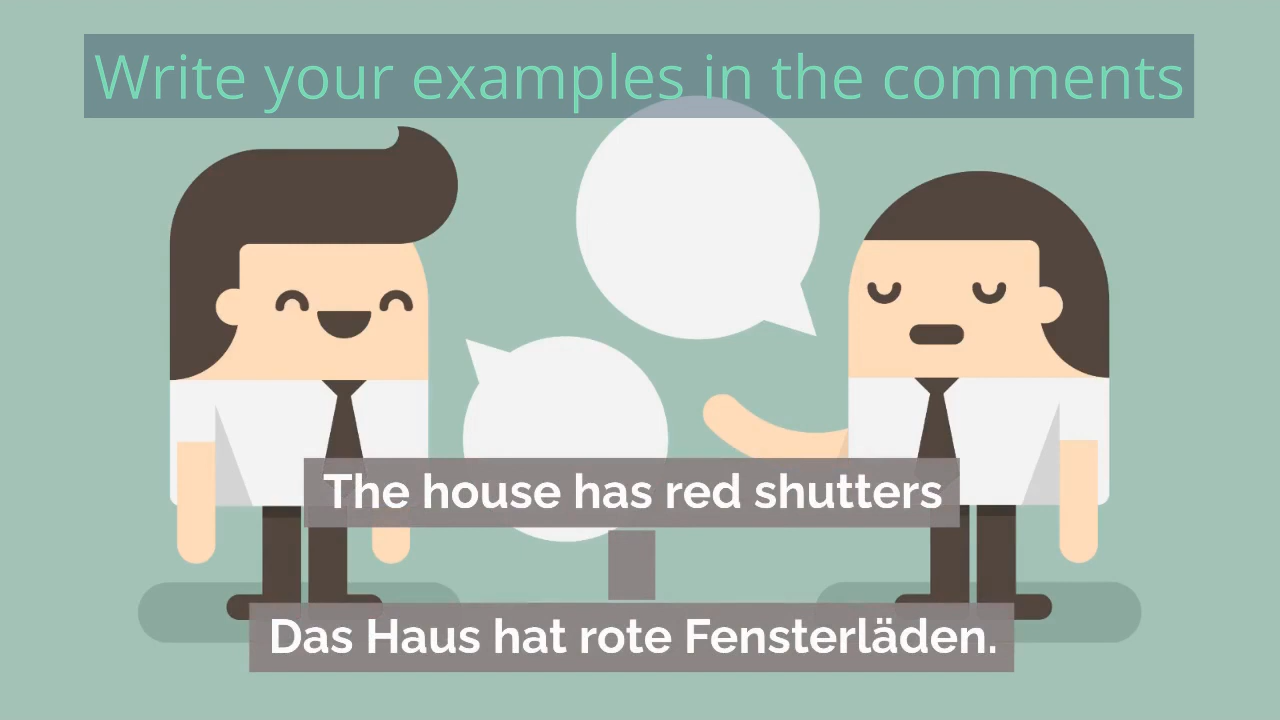 Write your examples in the comments
The house has red shutters
Das Haus hat rote Fensterläden.